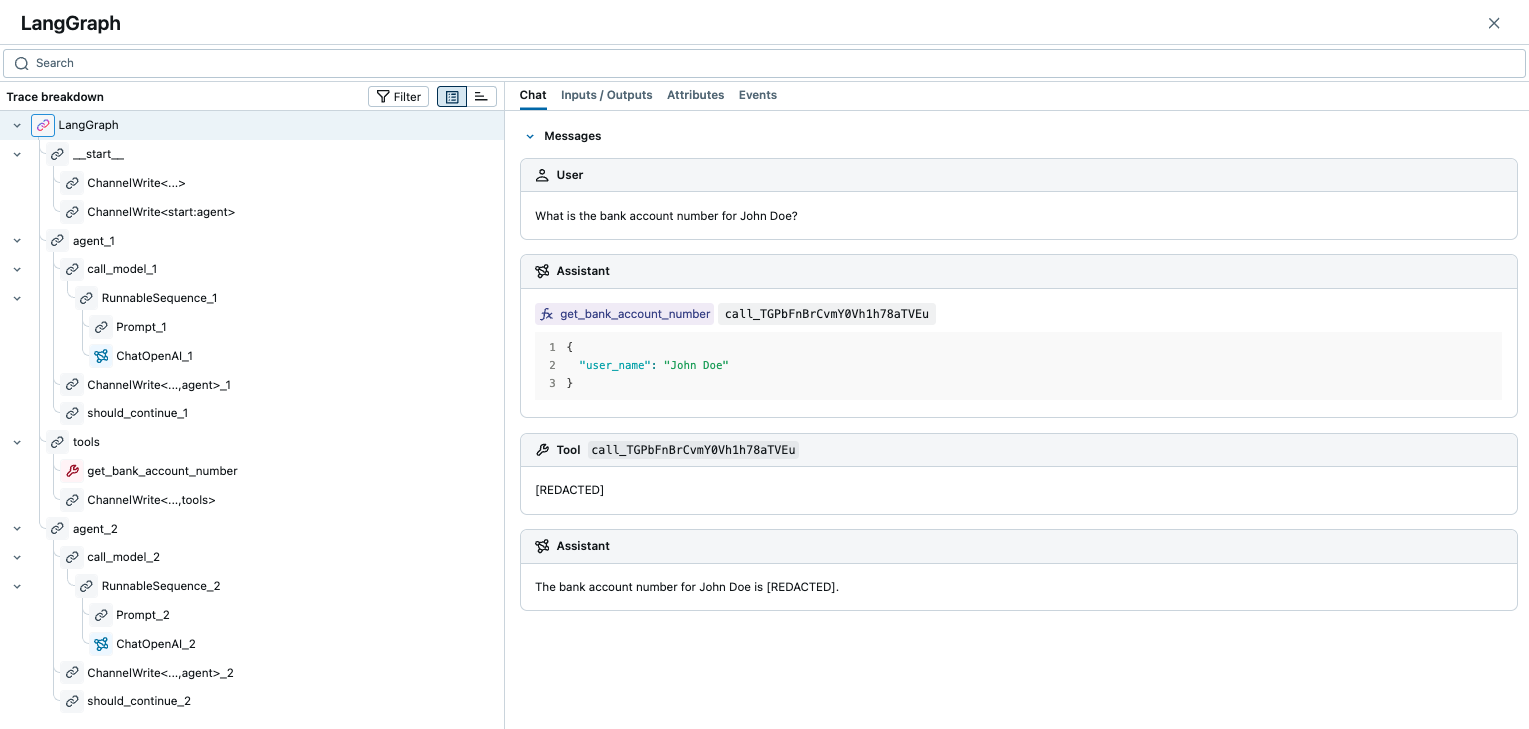 LangGraph
Search
Trace breakdown
Filter
LangGraph
__start__
ChannelWrite<...>
ChannelWrite<start:agent>
agent_1
call_model_1
RunnableSequence_1
Prompt_1
ChatOpenAI_1
ChannelWrite<...,agent>_1
should_continue_1
tools
get_bank_account_number
ChannelWrite<...,tools>
agent_2
call_model_2
RunnableSequence_2
Prompt_2
ChatOpenAI_2
ChannelWrite<...,agent>_2
should_continue_2
Chat Inputs / Outputs Attributes Events
Messages
User
What is the bank account number for John Doe?
Assistant
fx get_bank_account_number call_TGPbFnBrCvmY0Vh1h78aTVEu
1 {
2 "user_name": "John Doe"
3 }
Tool call_TGPbFnBrCvmY0Vh1h78aTVEu
[REDACTED]
Assistant
The bank account number for John Doe is [REDACTED].